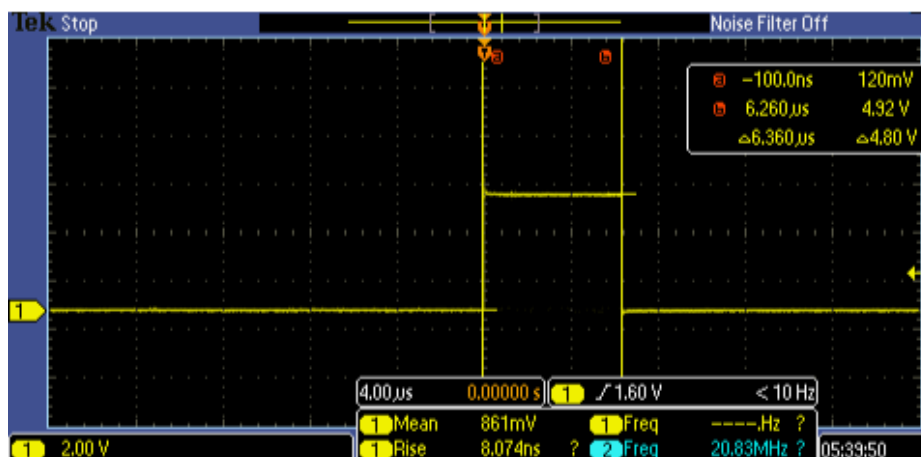 Tek Stop Noise Filter Off
T
a b
a -100.0ns 120mV
b 6.260µs 4.92 V
△6.360µs △4.80 V
1
4.00µs 0.00000 s 1 1.60 V < 10 Hz
1 Mean 861mV 1 Freq ----.Hz ?
1 2.00 V 1 Rise 8.074ns ? 2 Freq 20.83MHz ? 05:39:50